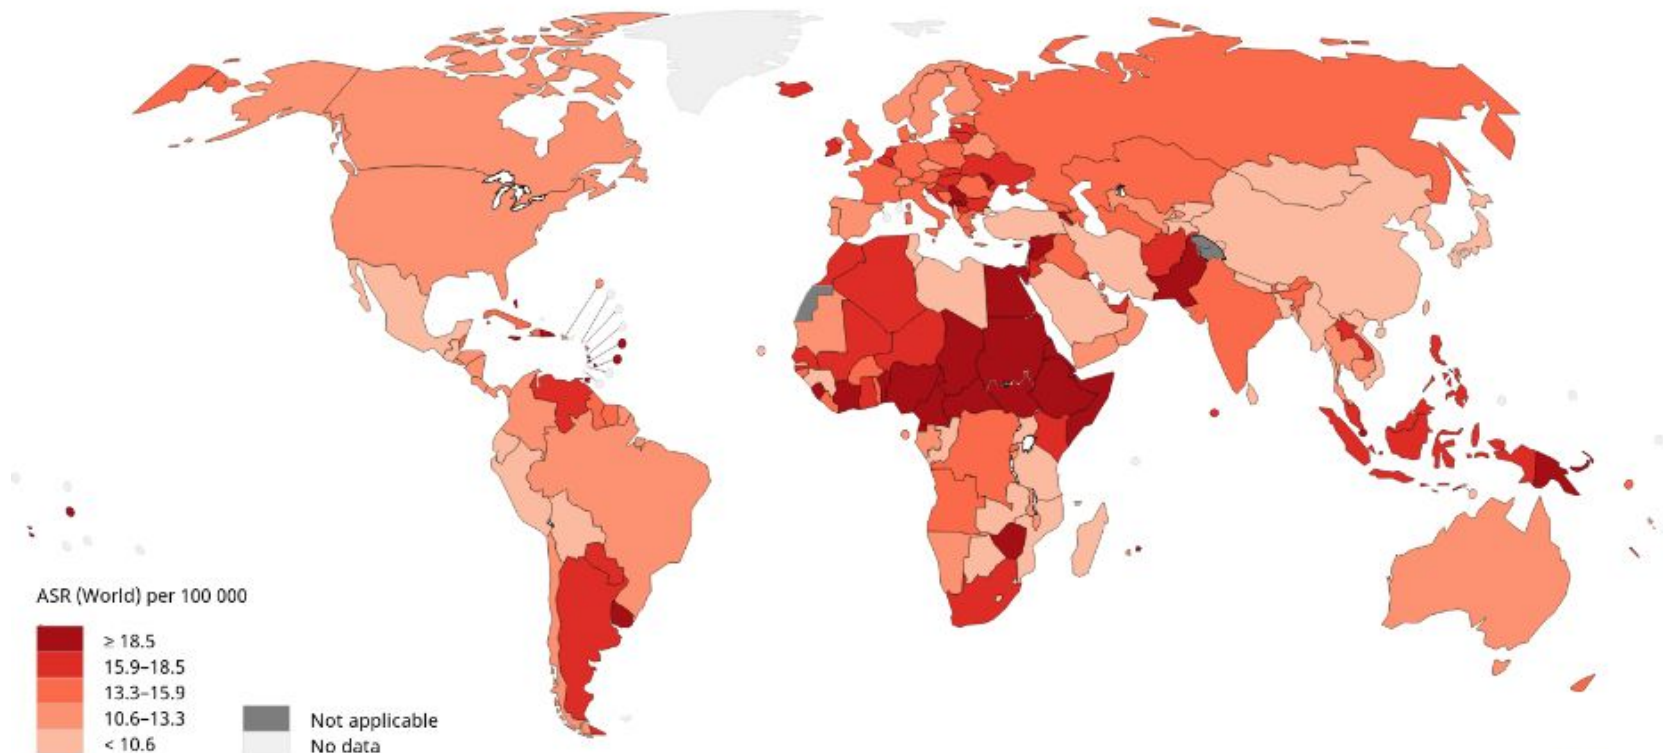 ASR (World) per 100 000
≥ 18.5
15.9–18.5
13.3–15.9
10.6–13.3
< 10.6
Not applicable
No data